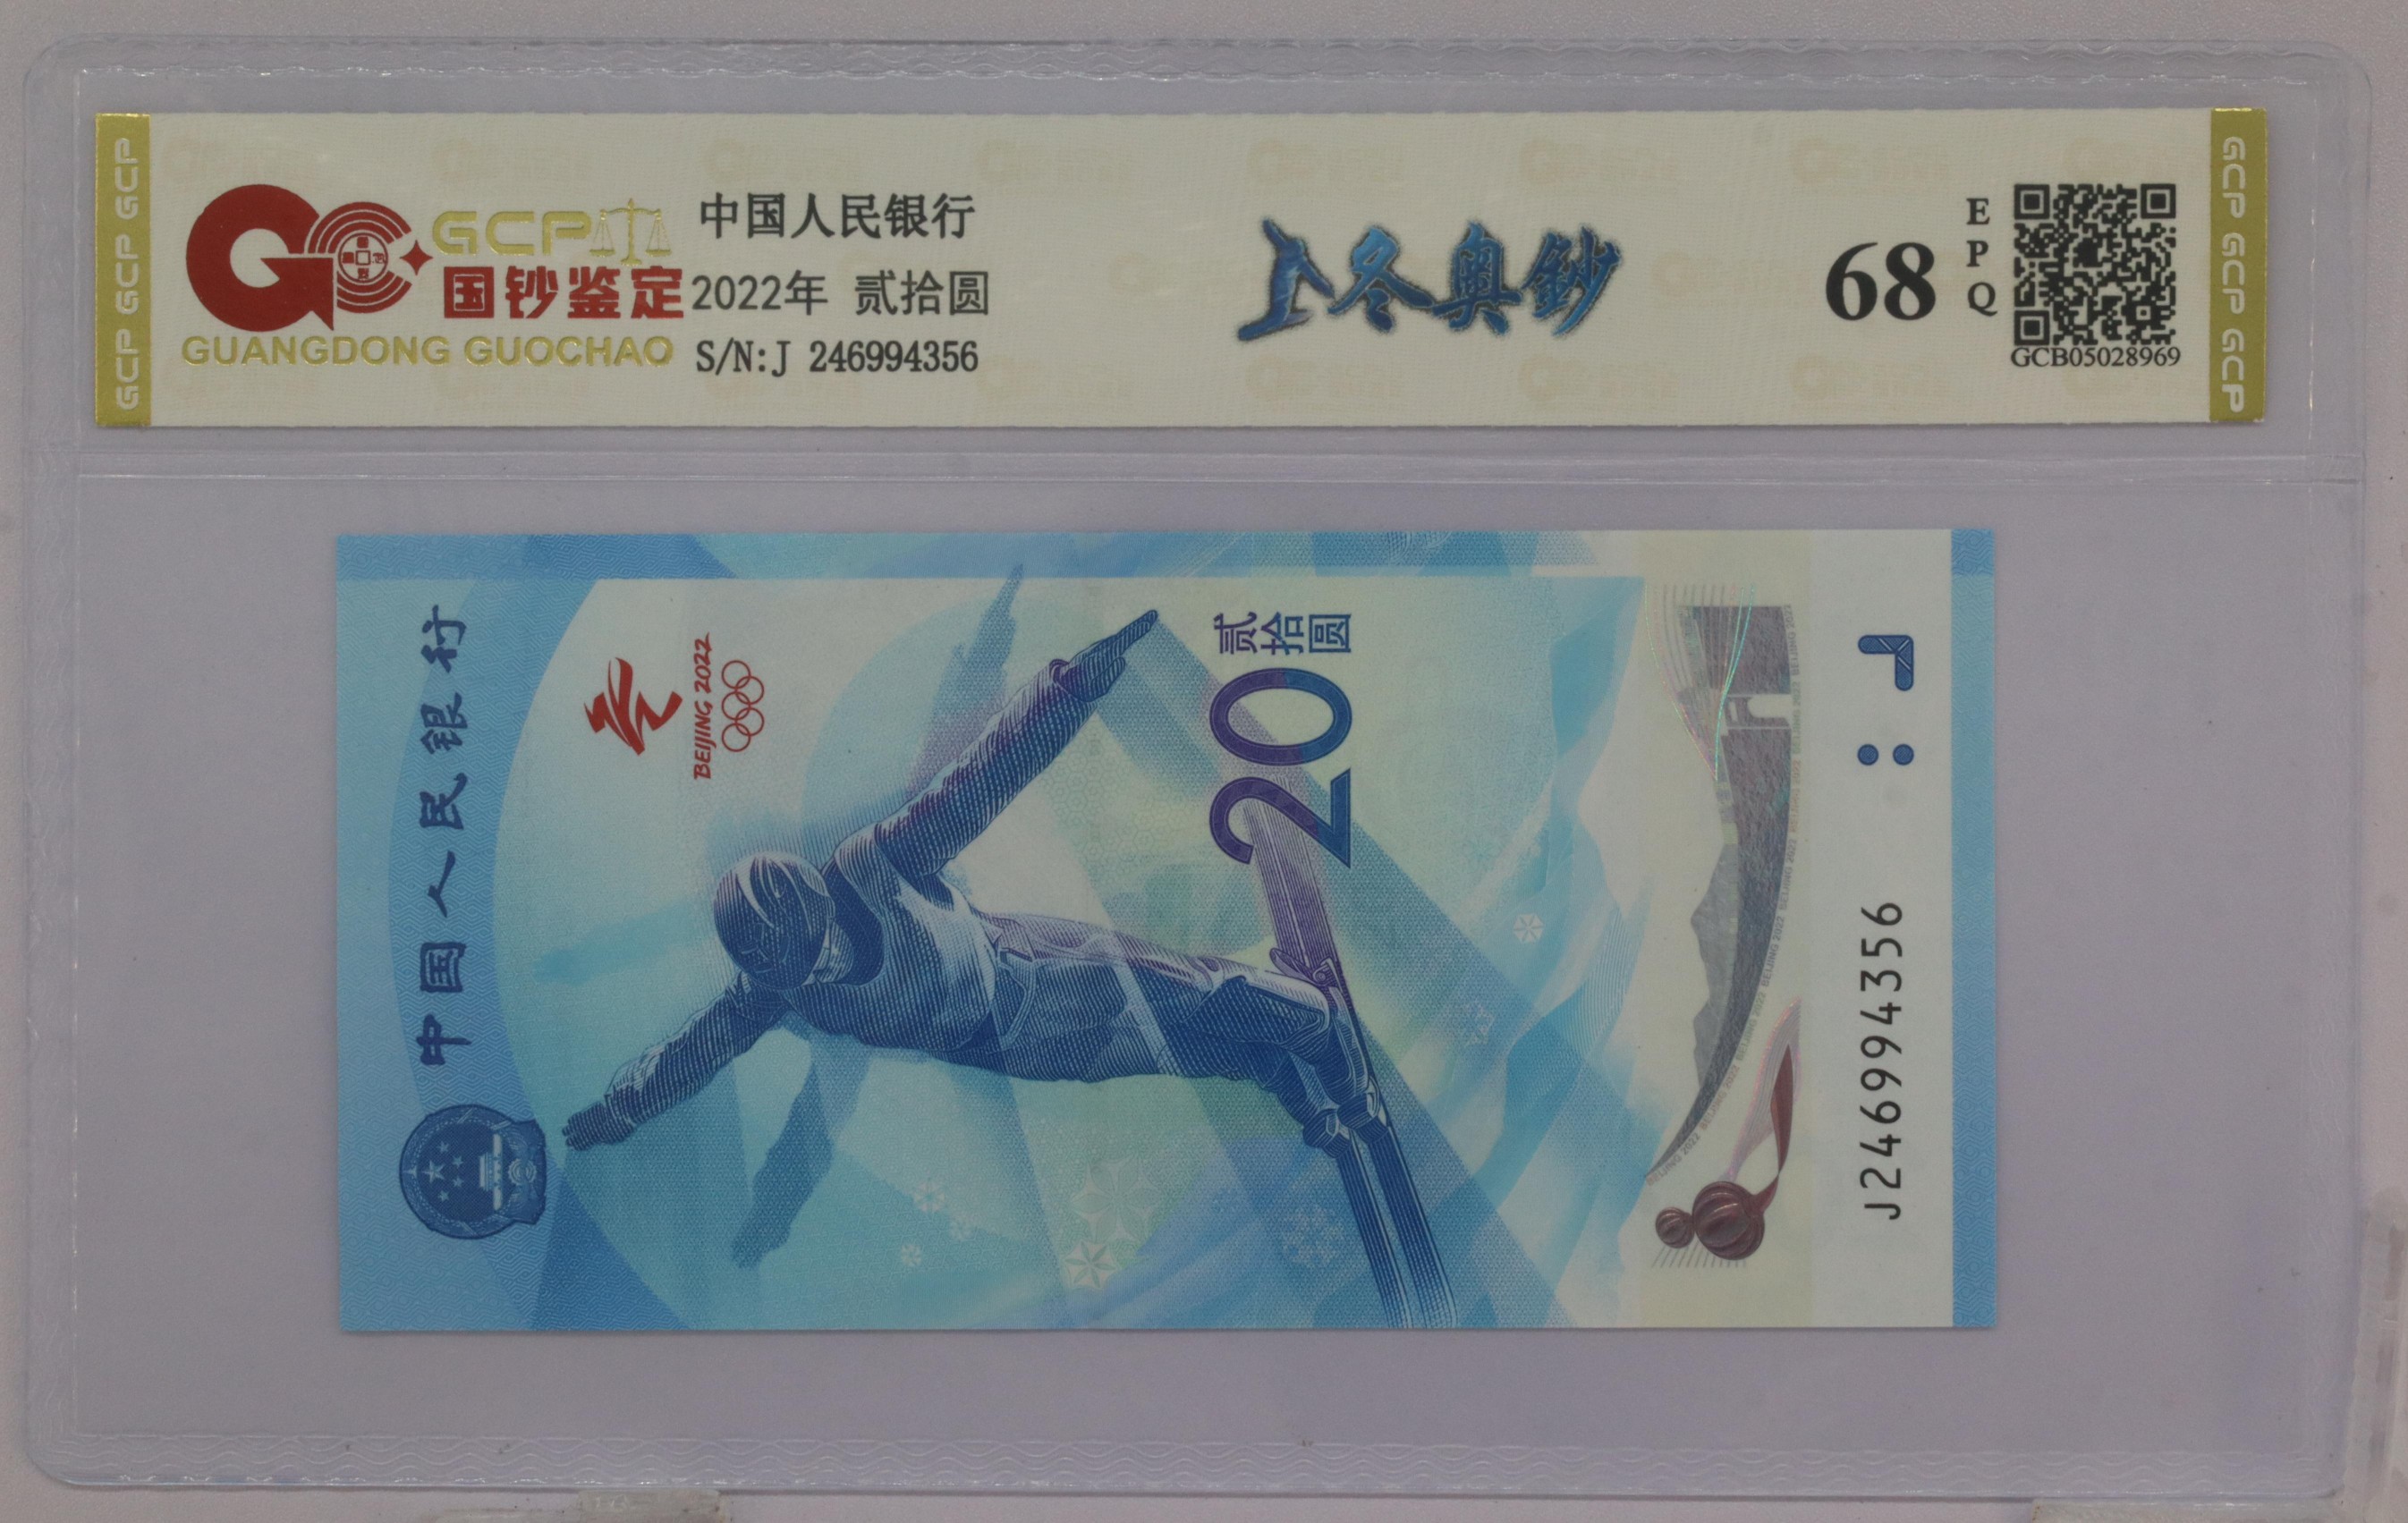 GCP GCP GCP
GCP
国钞鉴定
GUANGDONG GUOCHAO
中国人民银行
2022年 贰拾圆
S/N:J 246994356
冬奥鈔
68
EPQ
GCB05028969
GCP GCP GCP
中国人民银行
BEIJING 2022
贰拾圆
20
J246994356